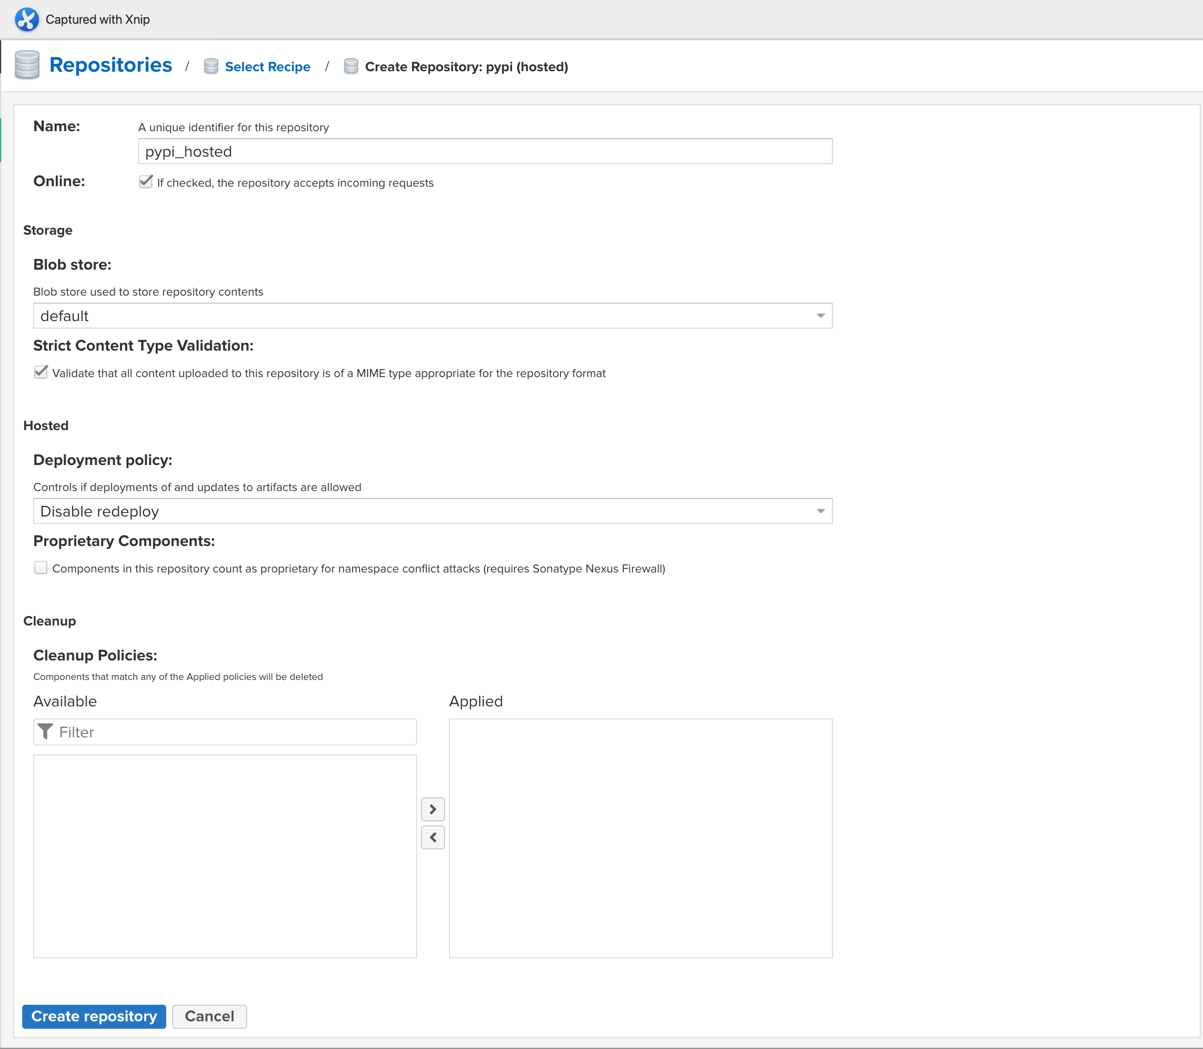 Captured with Xnip
Repositories / Select Recipe / Create Repository: pypi (hosted)
Name: A unique identifier for this repository
pypi_hosted
Online: If checked, the repository accepts incoming requests
Storage
Blob store:
Blob store used to store repository contents
default
Strict Content Type Validation:
Validate that all content uploaded to this repository is of a MIME type appropriate for the repository format
Hosted
Deployment policy:
Controls if deployments of and updates to artifacts are allowed
Disable redeploy
Proprietary Components:
Components in this repository count as proprietary for namespace conflict attacks (requires Sonatype Nexus Firewall)
Cleanup
Cleanup Policies:
Components that match any of the Applied policies will be deleted
Available Applied
Filter
Create repository Cancel